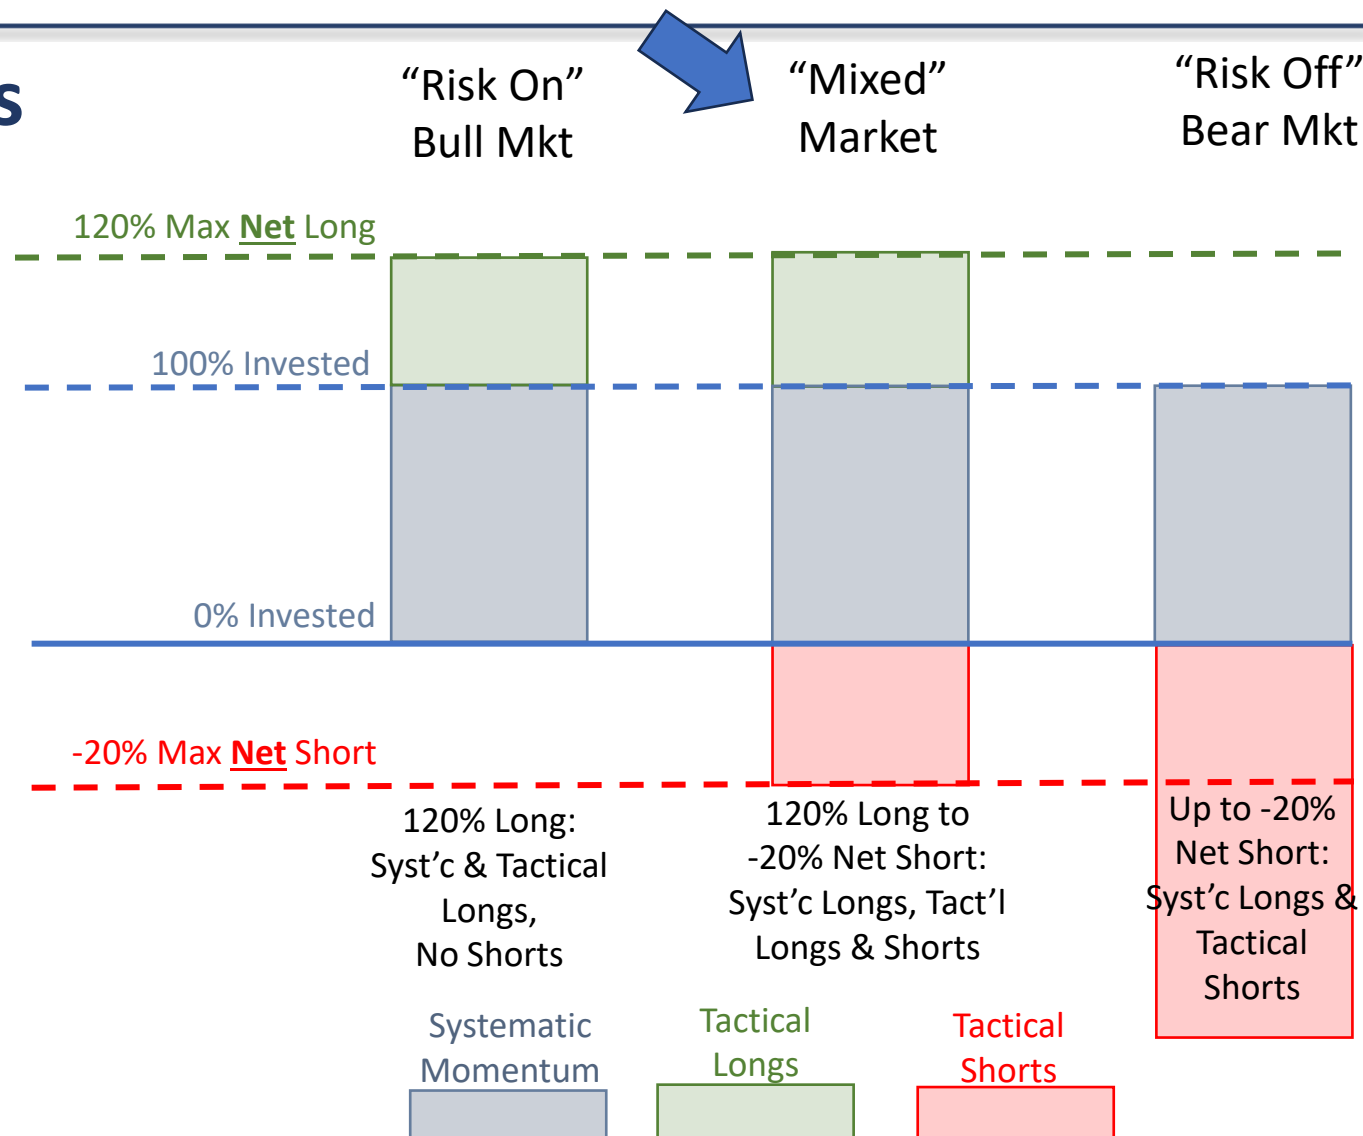 s
“Risk On”
Bull Mkt
“Mixed”
Market
“Risk Off”
Bear Mkt
120% Max Net Long
100% Invested
0% Invested
-20% Max Net Short
120% Long:
Syst’c & Tactical
Longs,
No Shorts
120% Long to
-20% Net Short:
Syst’c Longs, Tact’l
Longs & Shorts
Up to -20%
Net Short:
Syst’c Longs &
Tactical
Shorts
Systematic
Momentum
Tactical
Longs
Tactical
Shorts